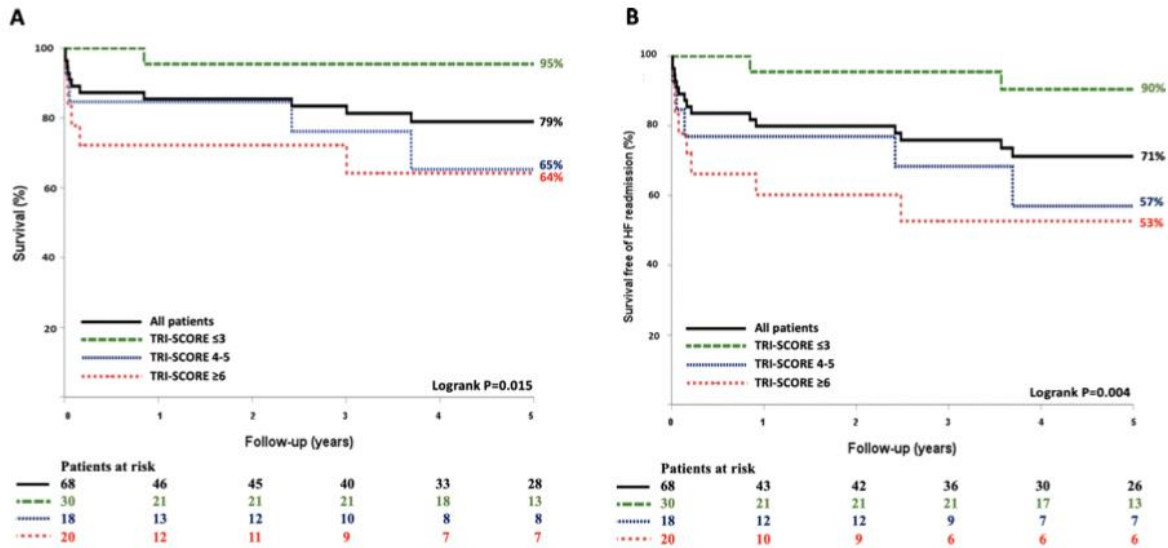 A
Survival (%)
100
80
60
40
20
95%
79%
65%
64%
All patients
TRI-SCORE ≤3
TRI-SCORE 4-5
TRI-SCORE ≥6
Logrank P=0.015
0 1 2 3 4 5
Follow-up (years)
Patients at risk
68 46 45 40 33 28
30 21 21 21 18 13
18 13 12 10 8 8
20 12 11 9 7 7
B
Survival free of HF readmission (%)
100
80
60
40
20
90%
71%
57%
53%
All patients
TRI-SCORE ≤3
TRI-SCORE 4-5
TRI-SCORE ≥6
Logrank P=0.004
0 1 2 3 4 5
Follow-up (years)
Patients at risk
68 43 42 36 30 26
30 21 21 21 17 13
18 12 12 9 7 7
20 10 9 6 6 6